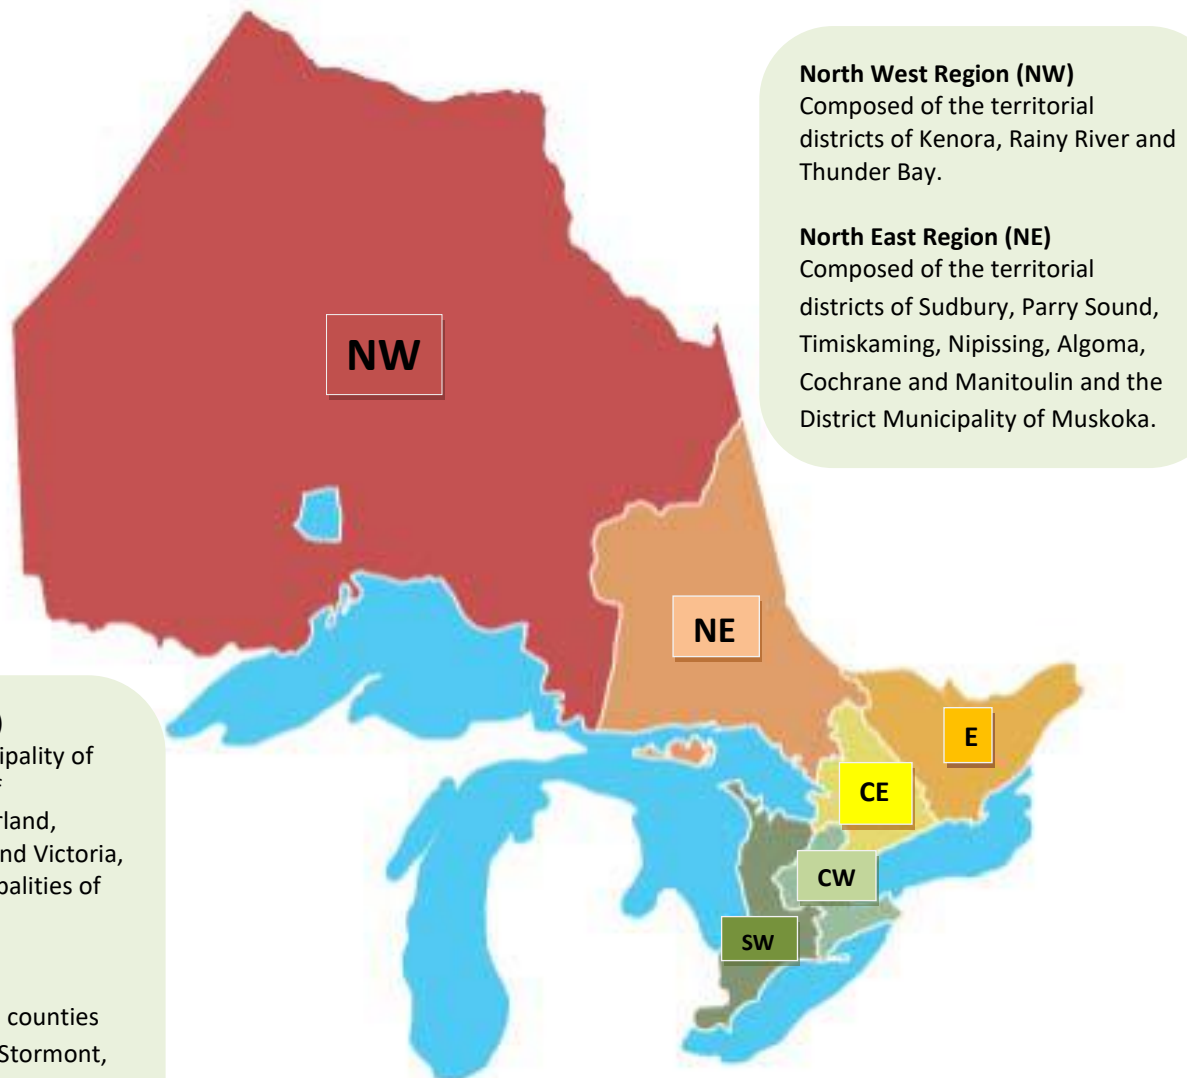 North West Region (NW)
Composed of the territorial
districts of Kenora, Rainy River and
Thunder Bay.
North East Region (NE)
Composed of the territorial
districts of Sudbury, Parry Sound,
Timiskaming, Nipissing, Algoma,
Cochrane and Manitoulin and the
District Municipality of Muskoka.
NW
NE
E
CE
CW
SW
)
ipality of
rland,
nd Victoria,
palities of
counties
Stormont,